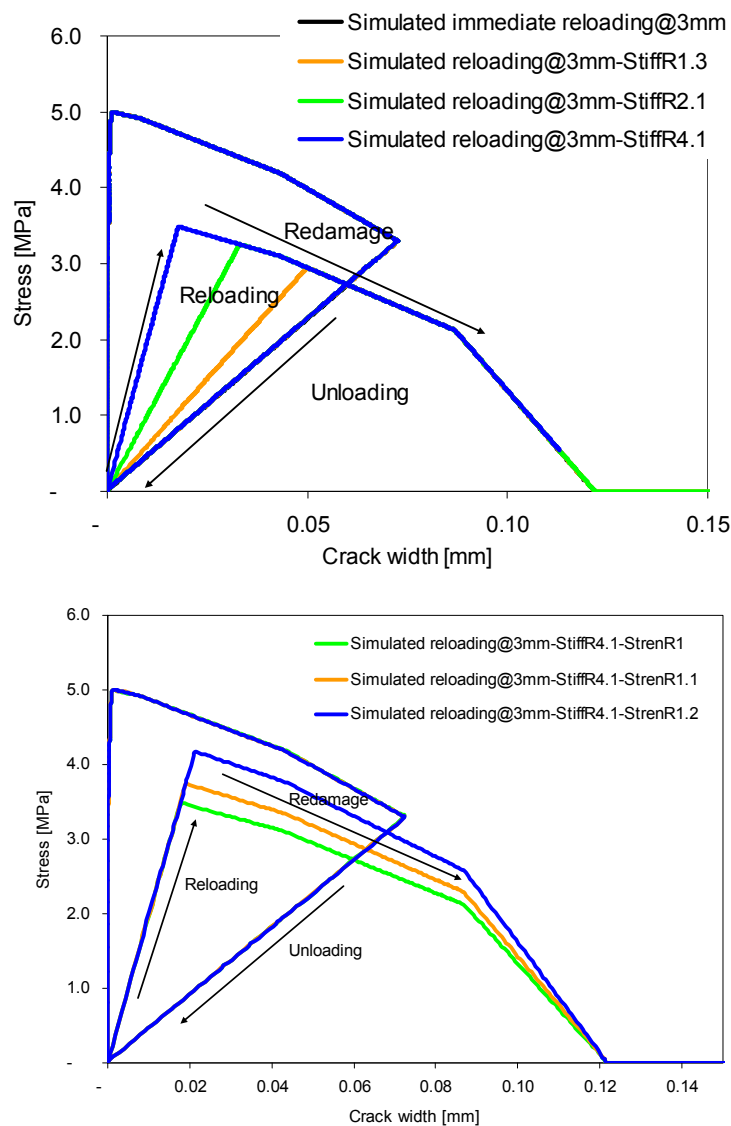 Simulated immediate reloading@3mm
Simulated reloading@3mm-StiffR1.3
Simulated reloading@3mm-StiffR2.1
Simulated reloading@3mm-StiffR4.1
6.0
5.0
4.0
3.0
2.0
1.0
-
Stress [MPa]
Redamage
Reloading
Unloading
-
0.05
0.10
0.15
Crack width [mm]
6.0
5.0
4.0
3.0
2.0
1.0
-
Stress [MPa]
Simulated reloading@3mm-StiffR4.1-StrenR1
Simulated reloading@3mm-StiffR4.1-StrenR1.1
Simulated reloading@3mm-StiffR4.1-StrenR1.2
Redamage
Reloading
Unloading
-
0.02
0.04
0.06
0.08
0.10
0.12
0.14
Crack width [mm]